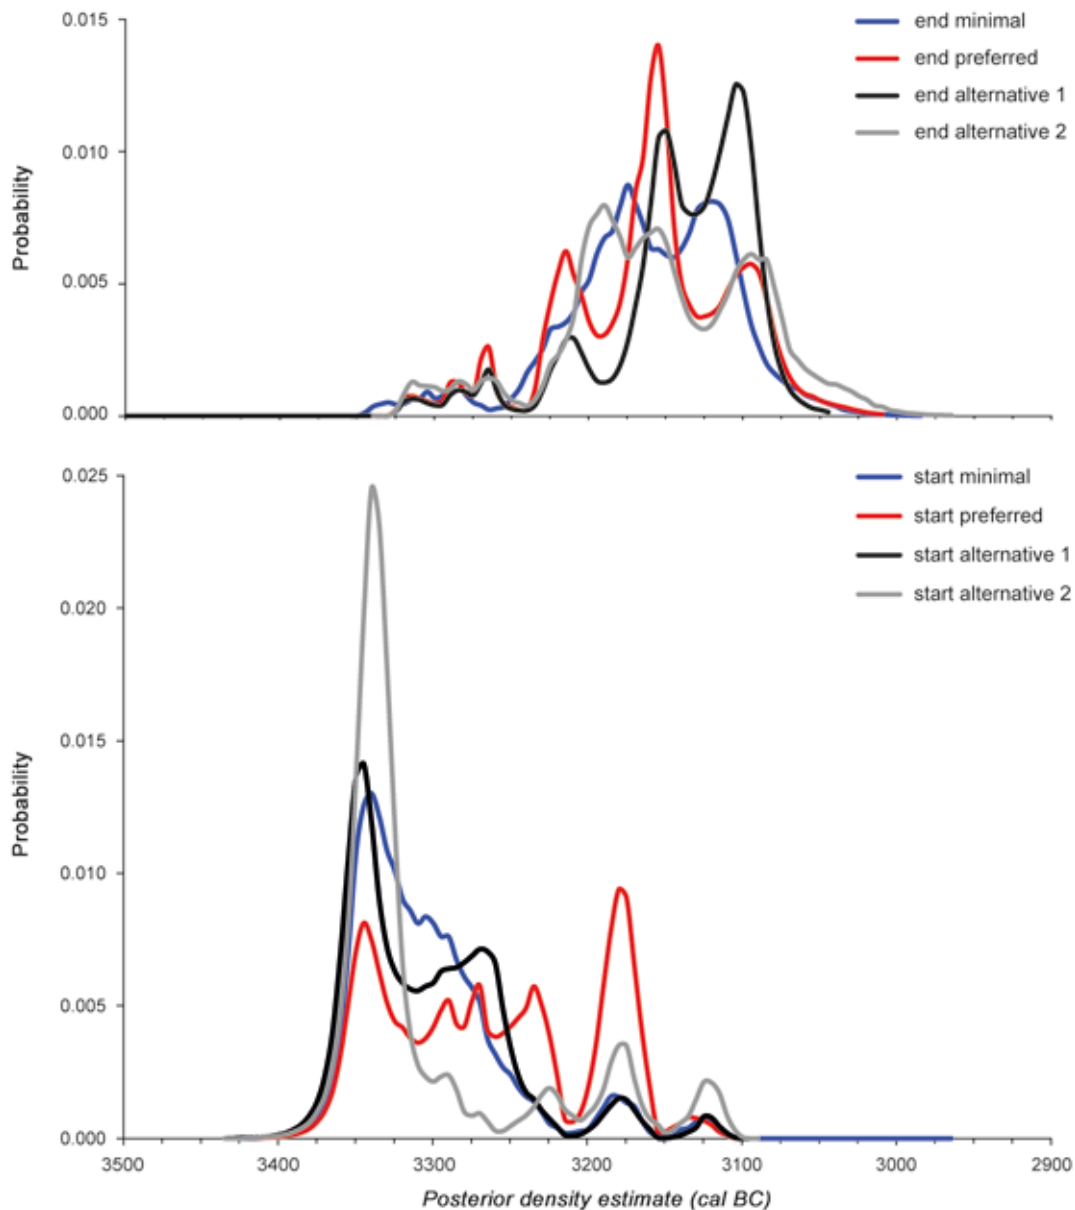 0.015
0.010
0.005
0.000
Probability
end minimal
end preferred
end alternative 1
end alternative 2
0.025
0.020
0.015
0.010
0.005
0.000
Probability
start minimal
start preferred
start alternative 1
start alternative 2
3500 3400 3300 3200 3100 3000 2900
Posterior density estimate (cal BC)